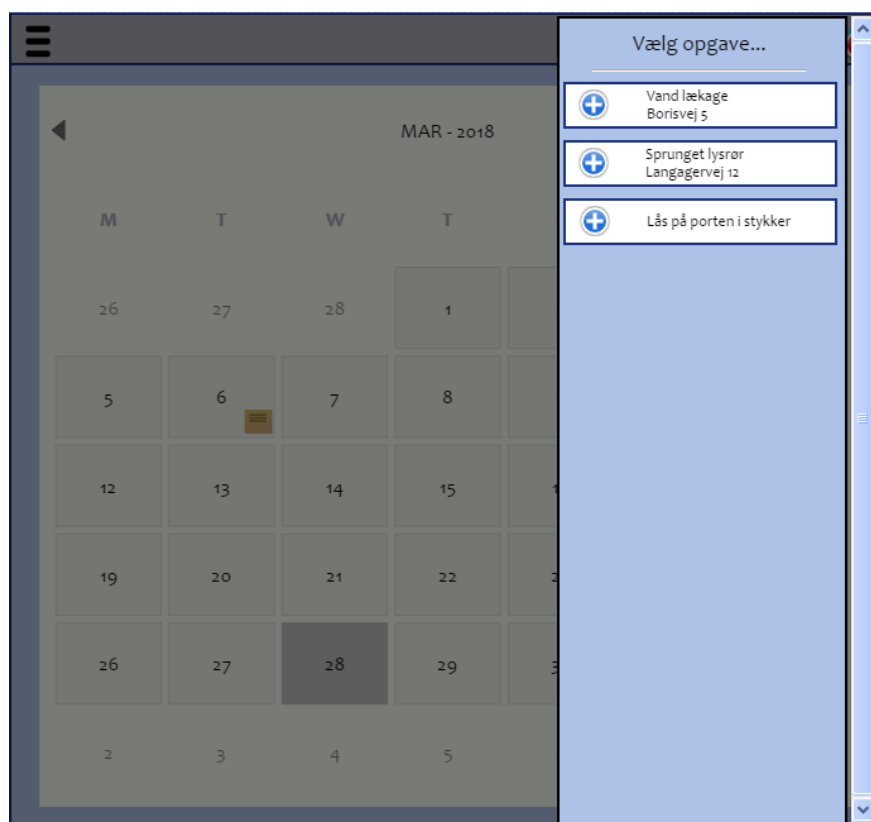 Vælg opgave...
Vand lækage
Borisvej 5
Sprunget lysrør
Langagervej 12
Lås på porten i stykker
MAR - 2018
M T W T
26 27 28 1
5 6 7 8
12 13 14 15
19 20 21 22
26 27 28 29
2 3 4 5